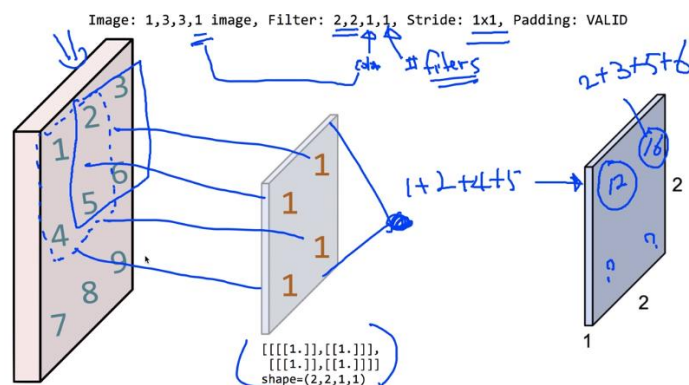 Image: 1,3,3,1 image, Filter: 2,2,1,1, Stride: 1x1, Padding: VALID
color
# filters
2+3+5+6
1 2 3
4 5 6
7 8 9
1 1
1 1
1+2+4+5
12 16
? ?
2
2
1
[[[[1.]],[[1.]]],
[[[1.]],[[1.]]]]
shape=(2,2,1,1)